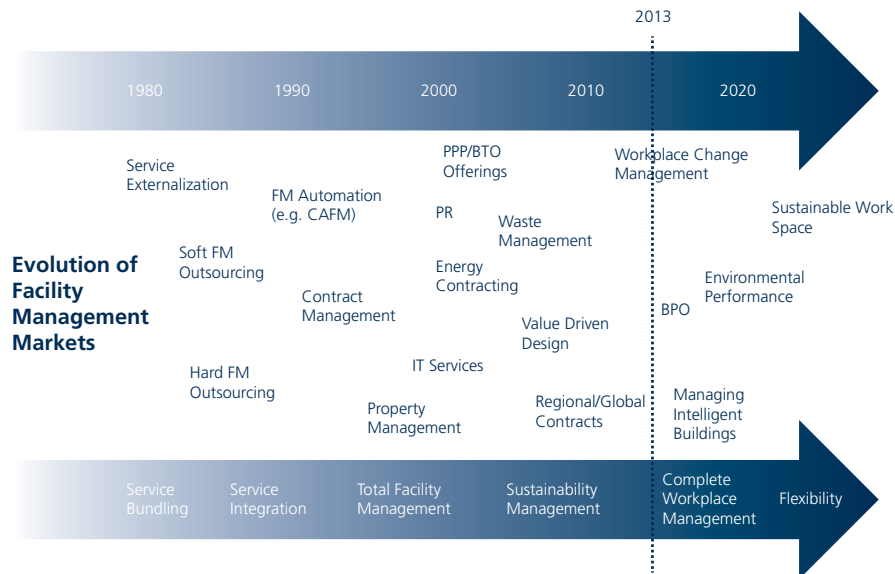 2013
1980
1990
2000
2010
2020
Service
Externalization
FM Automation
(e.g. CAFM)
PPP/BTO
Offerings
PR
Waste
Management
Workplace Change
Management
Sustainable Work
Space
Evolution of
Facility
Management
Markets
Soft FM
Outsourcing
Contract
Management
Energy
Contracting
Value Driven
Design
BPO
Environmental
Performance
Hard FM
Outsourcing
IT Services
Property
Management
Regional/Global
Contracts
Managing
Intelligent
Buildings
Service
Bundling
Service
Integration
Total Facility
Management
Sustainability
Management
Complete
Workplace
Management
Flexibility